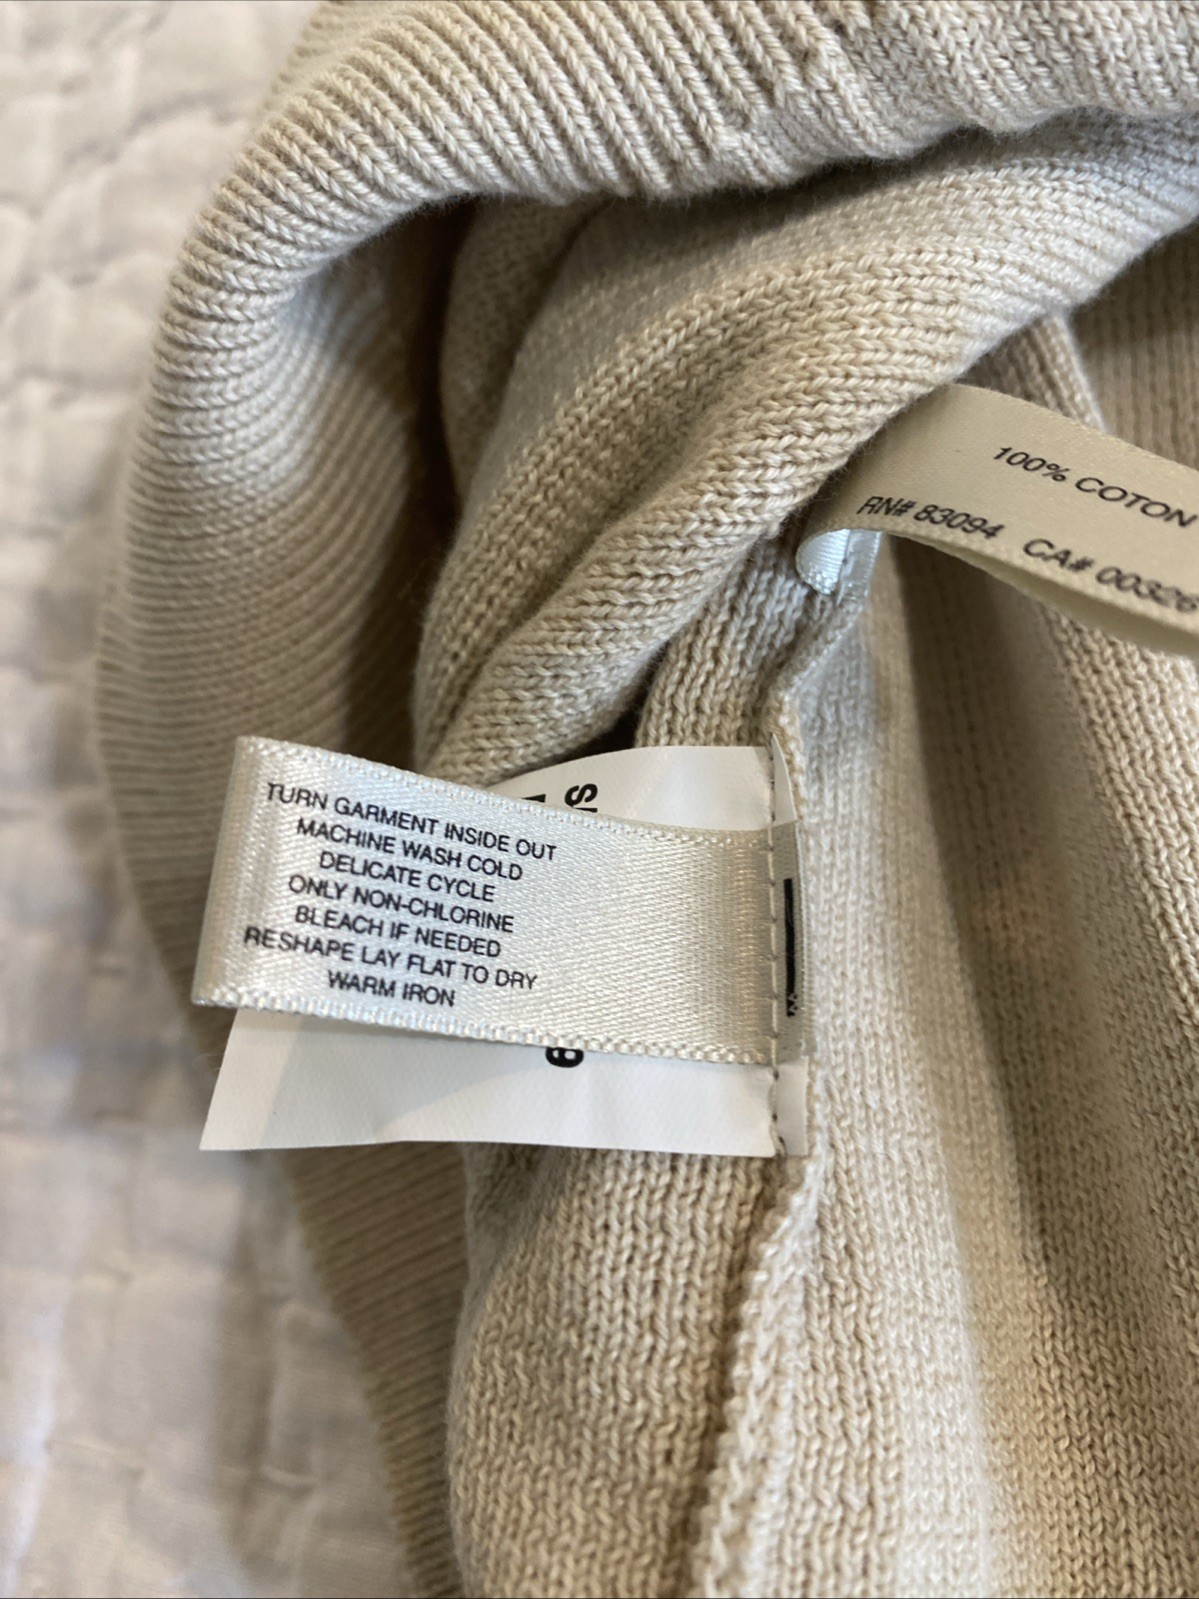 100% COTON
RN# 83094 CA# 00326
TURN GARMENT INSIDE OUT
MACHINE WASH COLD
DELICATE CYCLE
ONLY NON-CHLORINE
BLEACH IF NEEDED
RESHAPE LAY FLAT TO DRY
WARM IRON